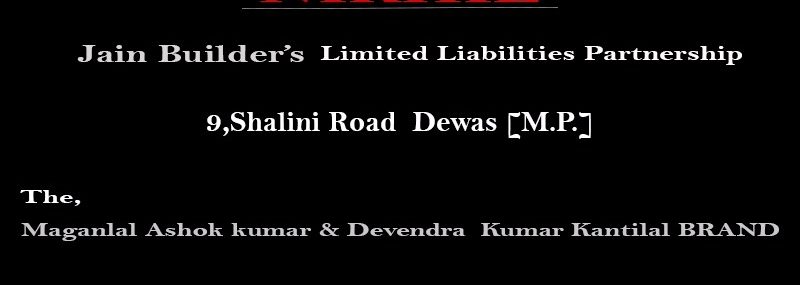 Jain Builder’s Limited Liabilities Partnership
9,Shalini Road Dewas [M.P.]
The,
Maganlal Ashok kumar & Devendra Kumar Kantilal BRAND